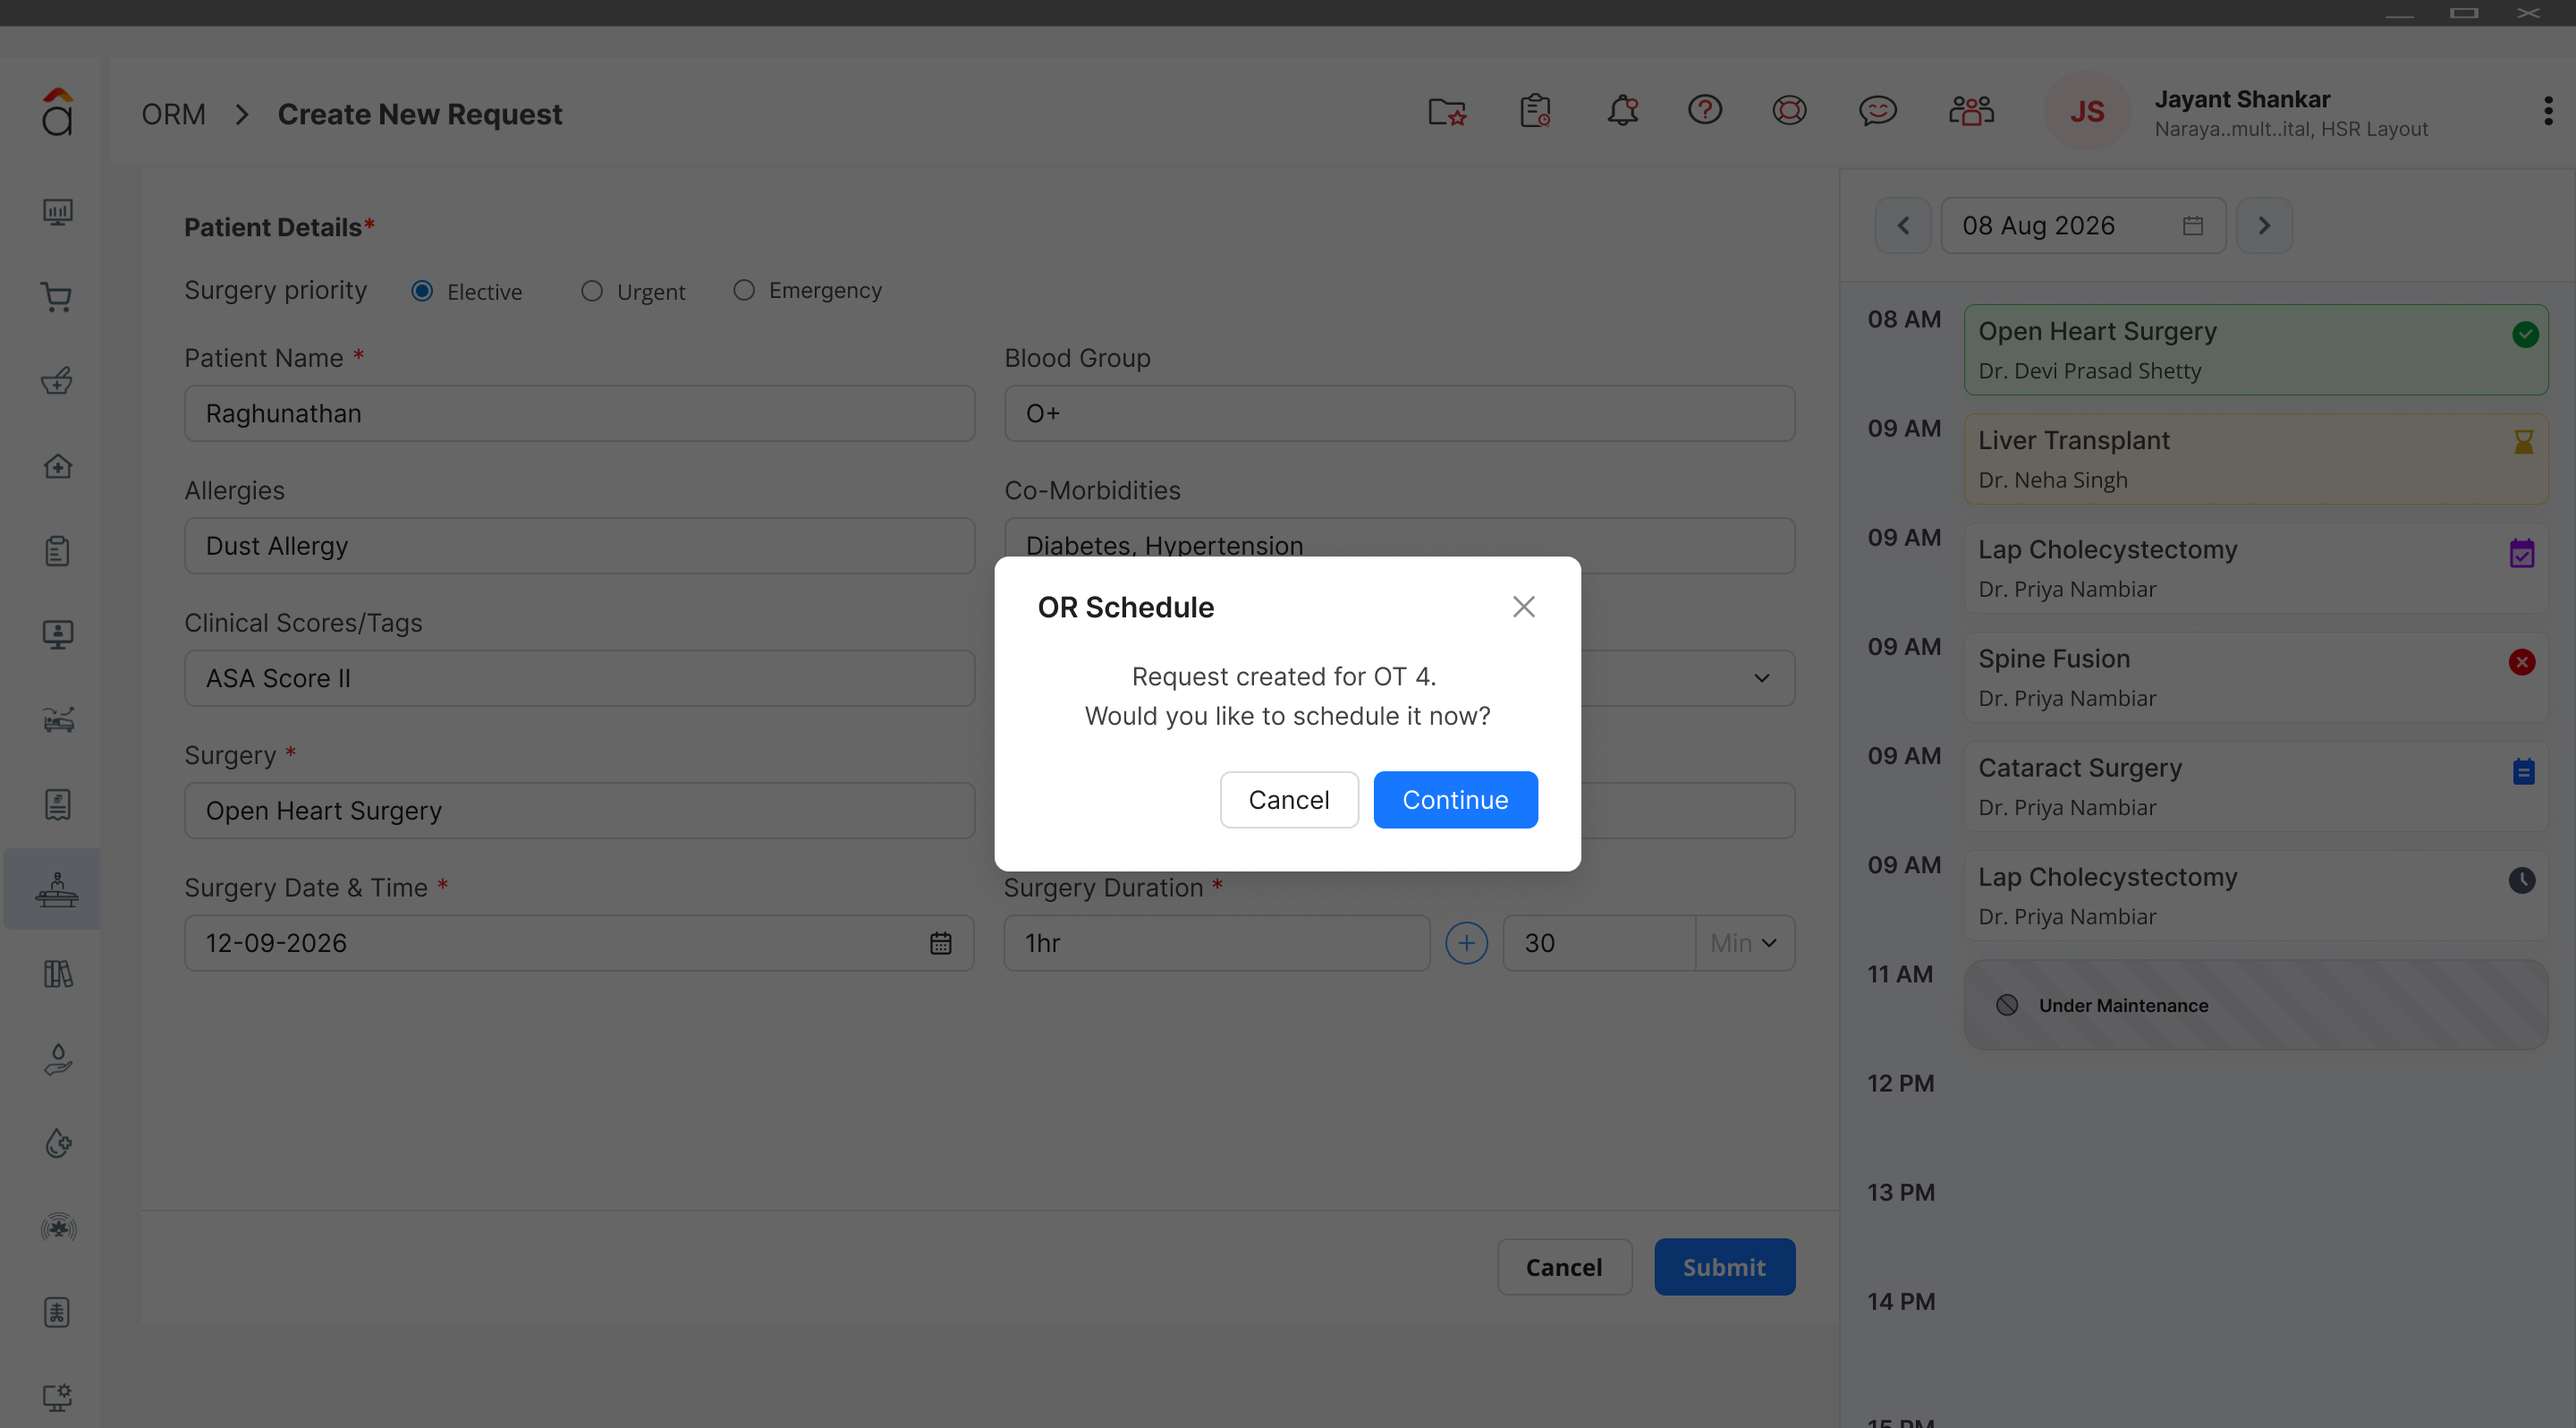 ORM > Create New Request
JS
Jayant Shankar
Naraya..mult..ital, HSR Layout
Patient Details*
Surgery priority Elective Urgent Emergency
Patient Name *
Raghunathan
Blood Group
O+
Allergies
Dust Allergy
Co-Morbidities
Diabetes, Hypertension
Clinical Scores/Tags
ASA Score II
Surgery *
Open Heart Surgery
Surgery Date & Time *
12-09-2026
Surgery Duration *
1hr
30
Min
Cancel
Submit
OR Schedule
Request created for OT 4.
Would you like to schedule it now?
Cancel
Continue
08 Aug 2026
08 AM
Open Heart Surgery
Dr. Devi Prasad Shetty
09 AM
Liver Transplant
Dr. Neha Singh
09 AM
Lap Cholecystectomy
Dr. Priya Nambiar
09 AM
Spine Fusion
Dr. Priya Nambiar
09 AM
Cataract Surgery
Dr. Priya Nambiar
09 AM
Lap Cholecystectomy
Dr. Priya Nambiar
11 AM
Under Maintenance
12 PM
13 PM
14 PM
15 PM